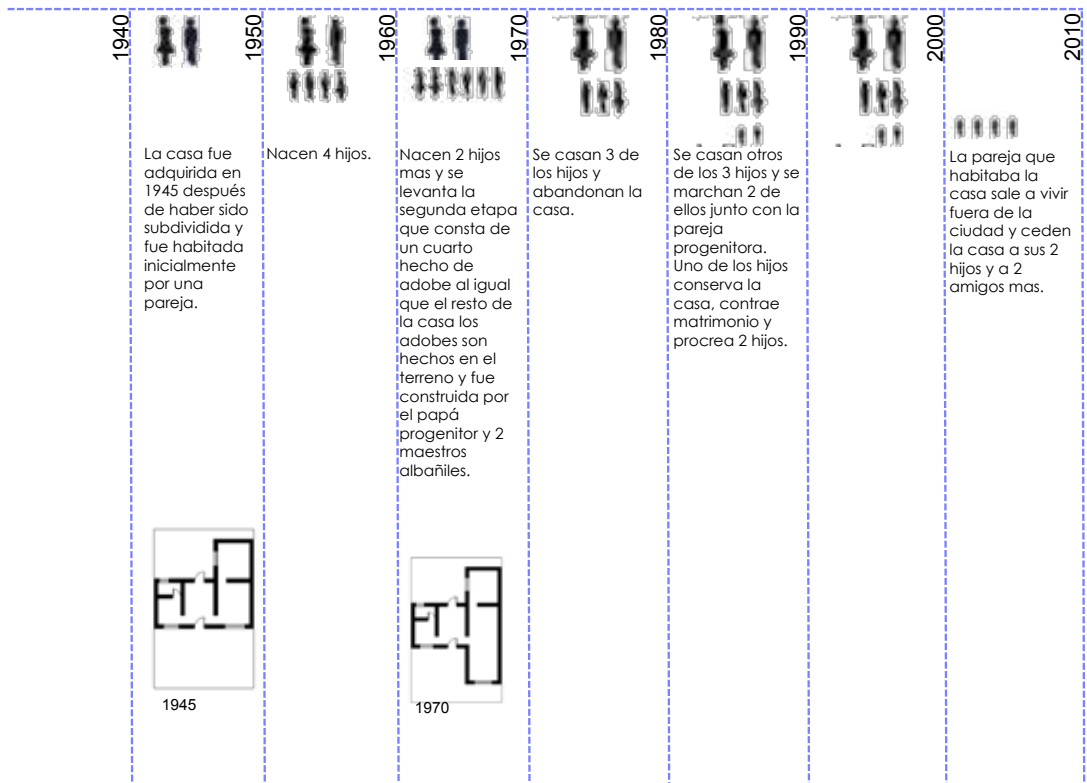 1940
1950
1960
1970
1980
1990
2000
2010
La casa fue
adquirida en
1945 después
de haber sido
subdividida y
fue habitada
inicialmente
por una
pareja.
Nacen 4 hijos.
Nacen 2 hijos
mas y se
levanta la
segunda etapa
que consta de
un cuarto
hecho de
adobe al igual
que el resto de
la casa los
adobes son
hechos en el
terreno y fue
construida por
el papá
progenitor y 2
maestros
albañiles.
Se casan 3 de
los hijos y
abandonan la
casa.
Se casan otros
de los 3 hijos y se
marchan 2 de
ellos junto con la
pareja
progenitora.
Uno de los hijos
conserva la
casa, contrae
matrimonio y
procrea 2 hijos.
La pareja que
habitaba la
casa sale a vivir
fuera de la
ciudad y ceden
la casa a sus 2
hijos y a 2
amigos mas.
1945
1970